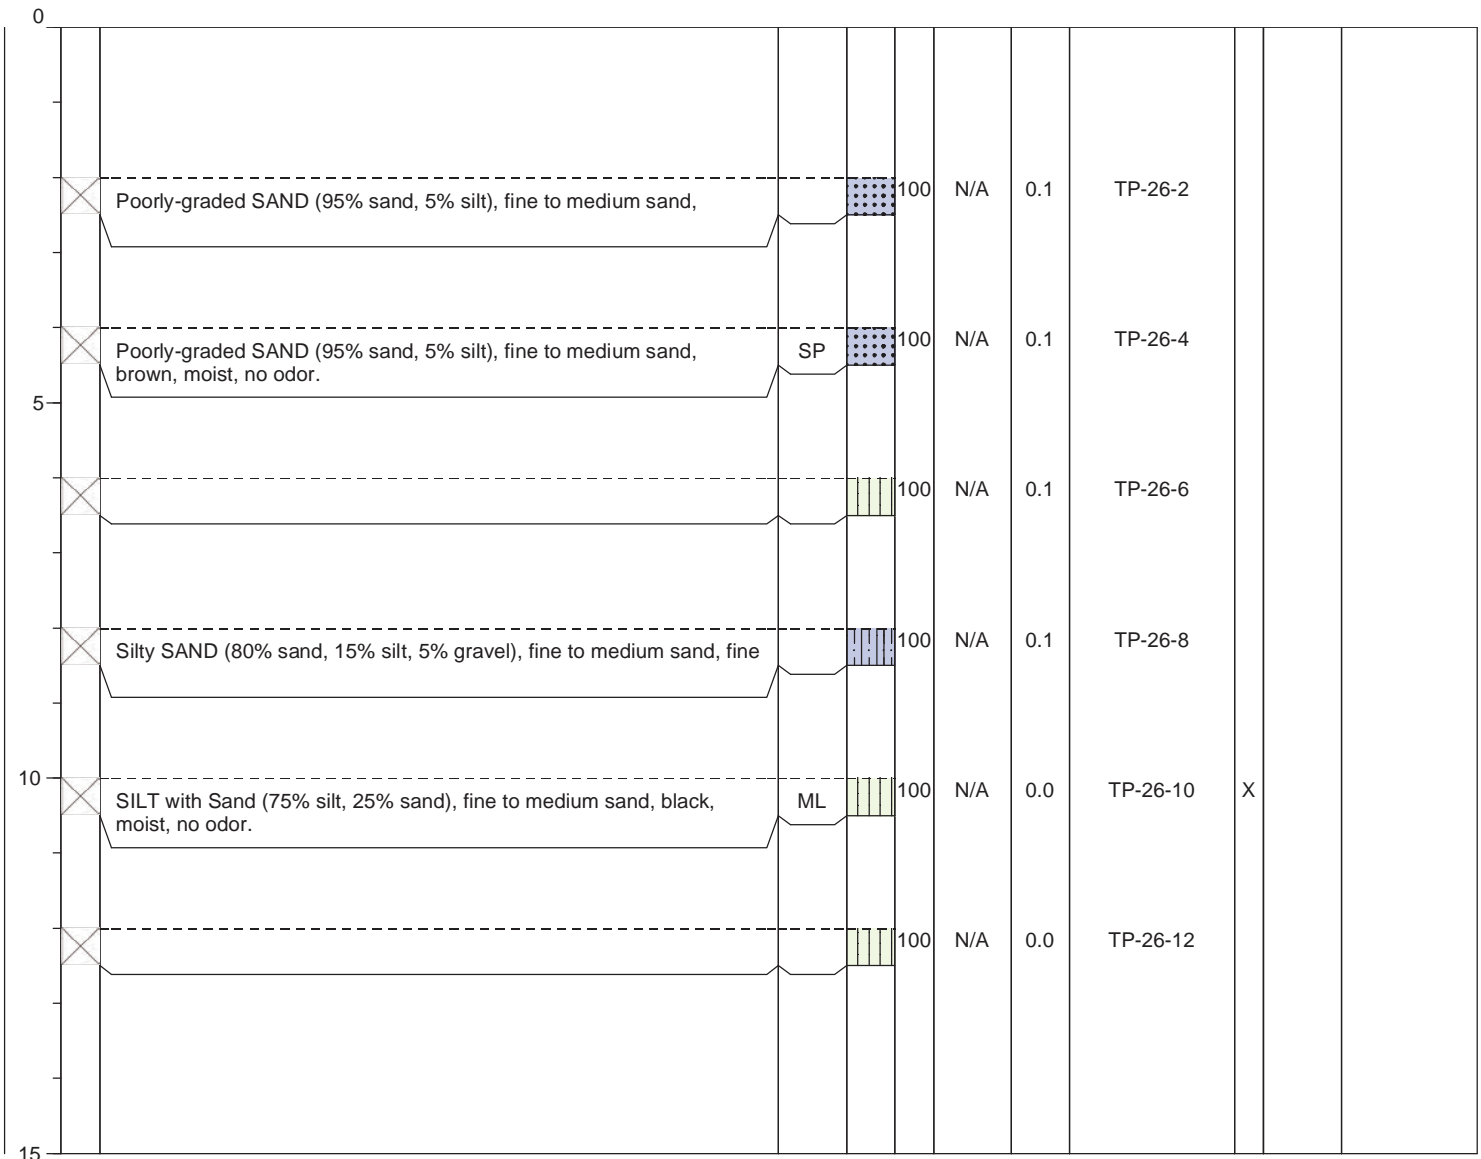 0
Poorly-graded SAND (95% sand, 5% silt), fine to medium sand,
100 N/A 0.1 TP-26-2
Poorly-graded SAND (95% sand, 5% silt), fine to medium sand,
brown, moist, no odor.
SP 100 N/A 0.1 TP-26-4
5
100 N/A 0.1 TP-26-6
Silty SAND (80% sand, 15% silt, 5% gravel), fine to medium sand, fine
100 N/A 0.1 TP-26-8
10
SILT with Sand (75% silt, 25% sand), fine to medium sand, black,
moist, no odor.
ML 100 N/A 0.0 TP-26-10 X
100 N/A 0.0 TP-26-12
15